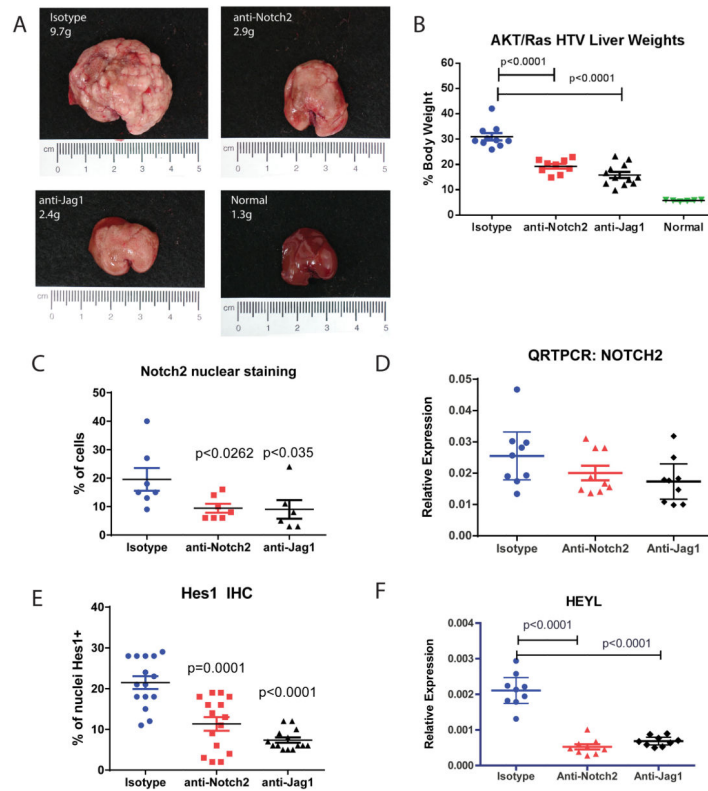 A
Isotype
9.7g
anti-Notch2
2.9g
cm
0 1 2 3 4 5
cm
0 1 2 3 4 5
anti-Jag1
2.4g
Normal
1.3g
cm
0 1 2 3 4 5
cm
0 1 2 3 4 5
B
AKT/Ras HTV Liver Weights
p<0.0001
p<0.0001
% Body Weight
60
50
40
30
20
10
0
Isotype anti-Notch2 anti-Jag1 Normal
C
Notch2 nuclear staining
p<0.0262 p<0.035
% of cells
50
40
30
20
10
0
Isotype anti-Notch2 anti-Jag1
D
QRTPCR: NOTCH2
Relative Expression
0.05
0.04
0.03
0.02
0.01
0.00
Isotype Anti-Notch2 Anti-Jag1
E
Hes1 IHC
p=0.0001
p<0.0001
% of nuclei Hes1+
40
30
20
10
0
Isotype anti-Notch2 anti-Jag1
F
HEYL
p<0.0001
p<0.0001
Relative Expression
0.004
0.003
0.002
0.001
0.000
Isotype Anti-Notch2 Anti-Jag1